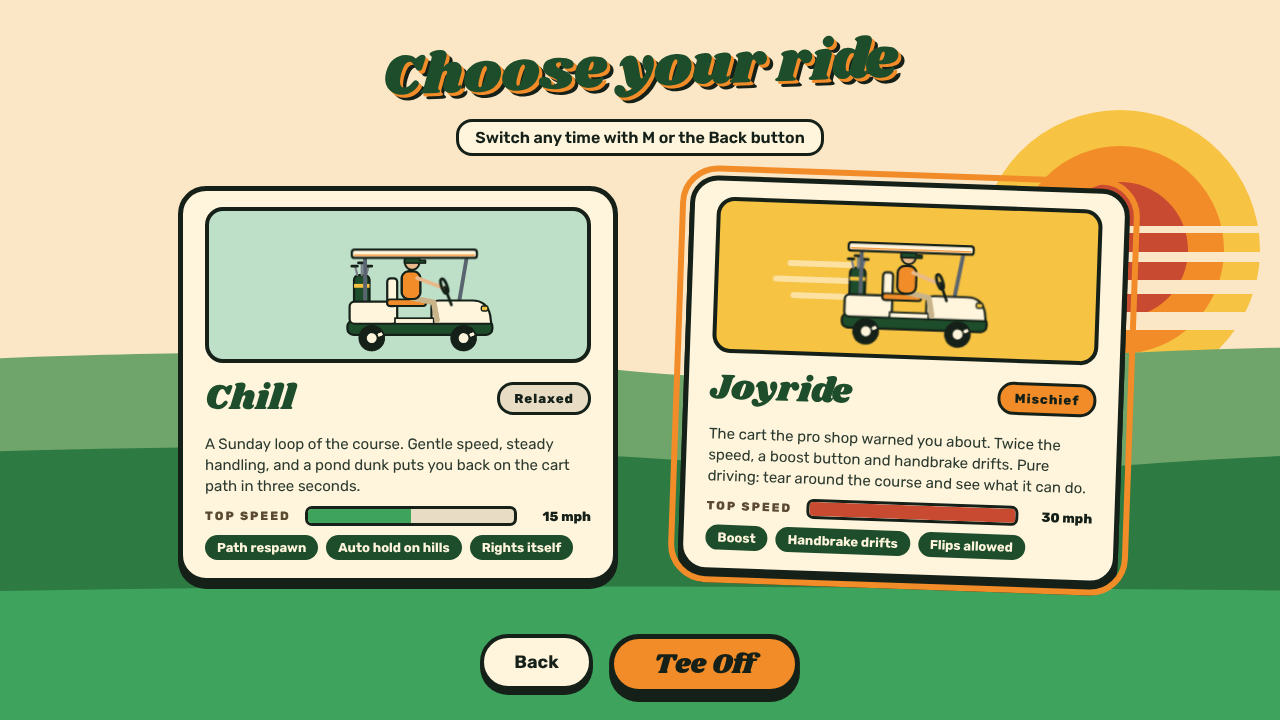 Choose your ride
Switch any time with M or the Back button
Chill
Relaxed
A Sunday loop of the course. Gentle speed, steady
handling, and a pond dunk puts you back on the cart
path in three seconds.
TOP SPEED
15 mph
Path respawn
Auto hold on hills
Rights itself
Joyride
Mischief
The cart the pro shop warned you about. Twice the
speed, a boost button and handbrake drifts. Pure
driving: tear around the course and see what it can do.
TOP SPEED
30 mph
Boost
Handbrake drifts
Flips allowed
Back
Tee Off